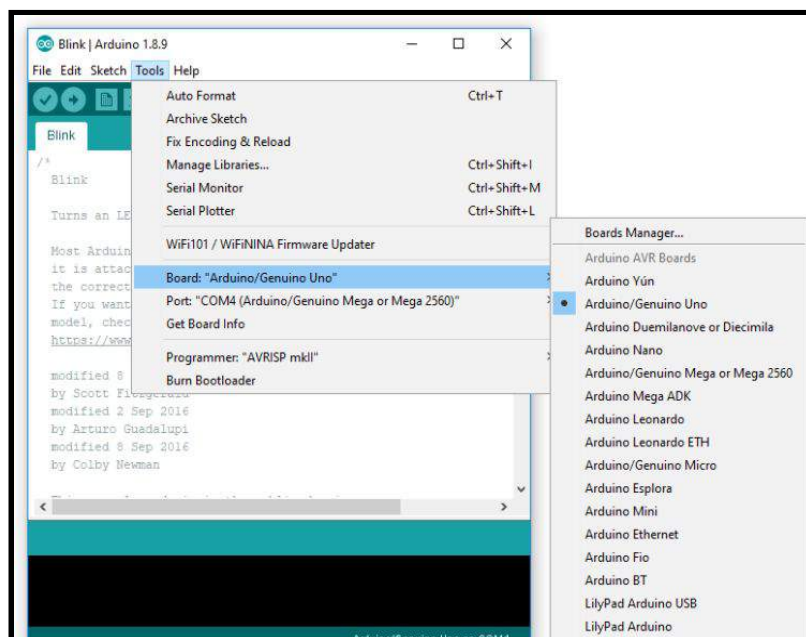 Blink | Arduino 1.8.9
File Edit Sketch Tools Help
Blink
/*
Blink
Turns an LE
Most Arduin
it is attac
the correct
If you want
model, chec
https://www
modified 8
by Scott Fitzgerald
modified 2 Sep 2016
by Arturo Guadalupi
modified 8 Sep 2016
by Colby Newman
Auto Format Ctrl+T
Archive Sketch
Fix Encoding & Reload
Manage Libraries... Ctrl+Shift+I
Serial Monitor Ctrl+Shift+M
Serial Plotter Ctrl+Shift+L
WiFi101 / WiFiNINA Firmware Updater
Board: "Arduino/Genuino Uno"
Port: "COM4 (Arduino/Genuino Mega or Mega 2560)"
Get Board Info
Programmer: "AVRISP mkII"
Burn Bootloader
Boards Manager...
Arduino AVR Boards
Arduino Yún
Arduino/Genuino Uno
Arduino Duemilanove or Diecimila
Arduino Nano
Arduino/Genuino Mega or Mega 2560
Arduino Mega ADK
Arduino Leonardo
Arduino Leonardo ETH
Arduino/Genuino Micro
Arduino Esplora
Arduino Mini
Arduino Ethernet
Arduino Fio
Arduino BT
LilyPad Arduino USB
LilyPad Arduino